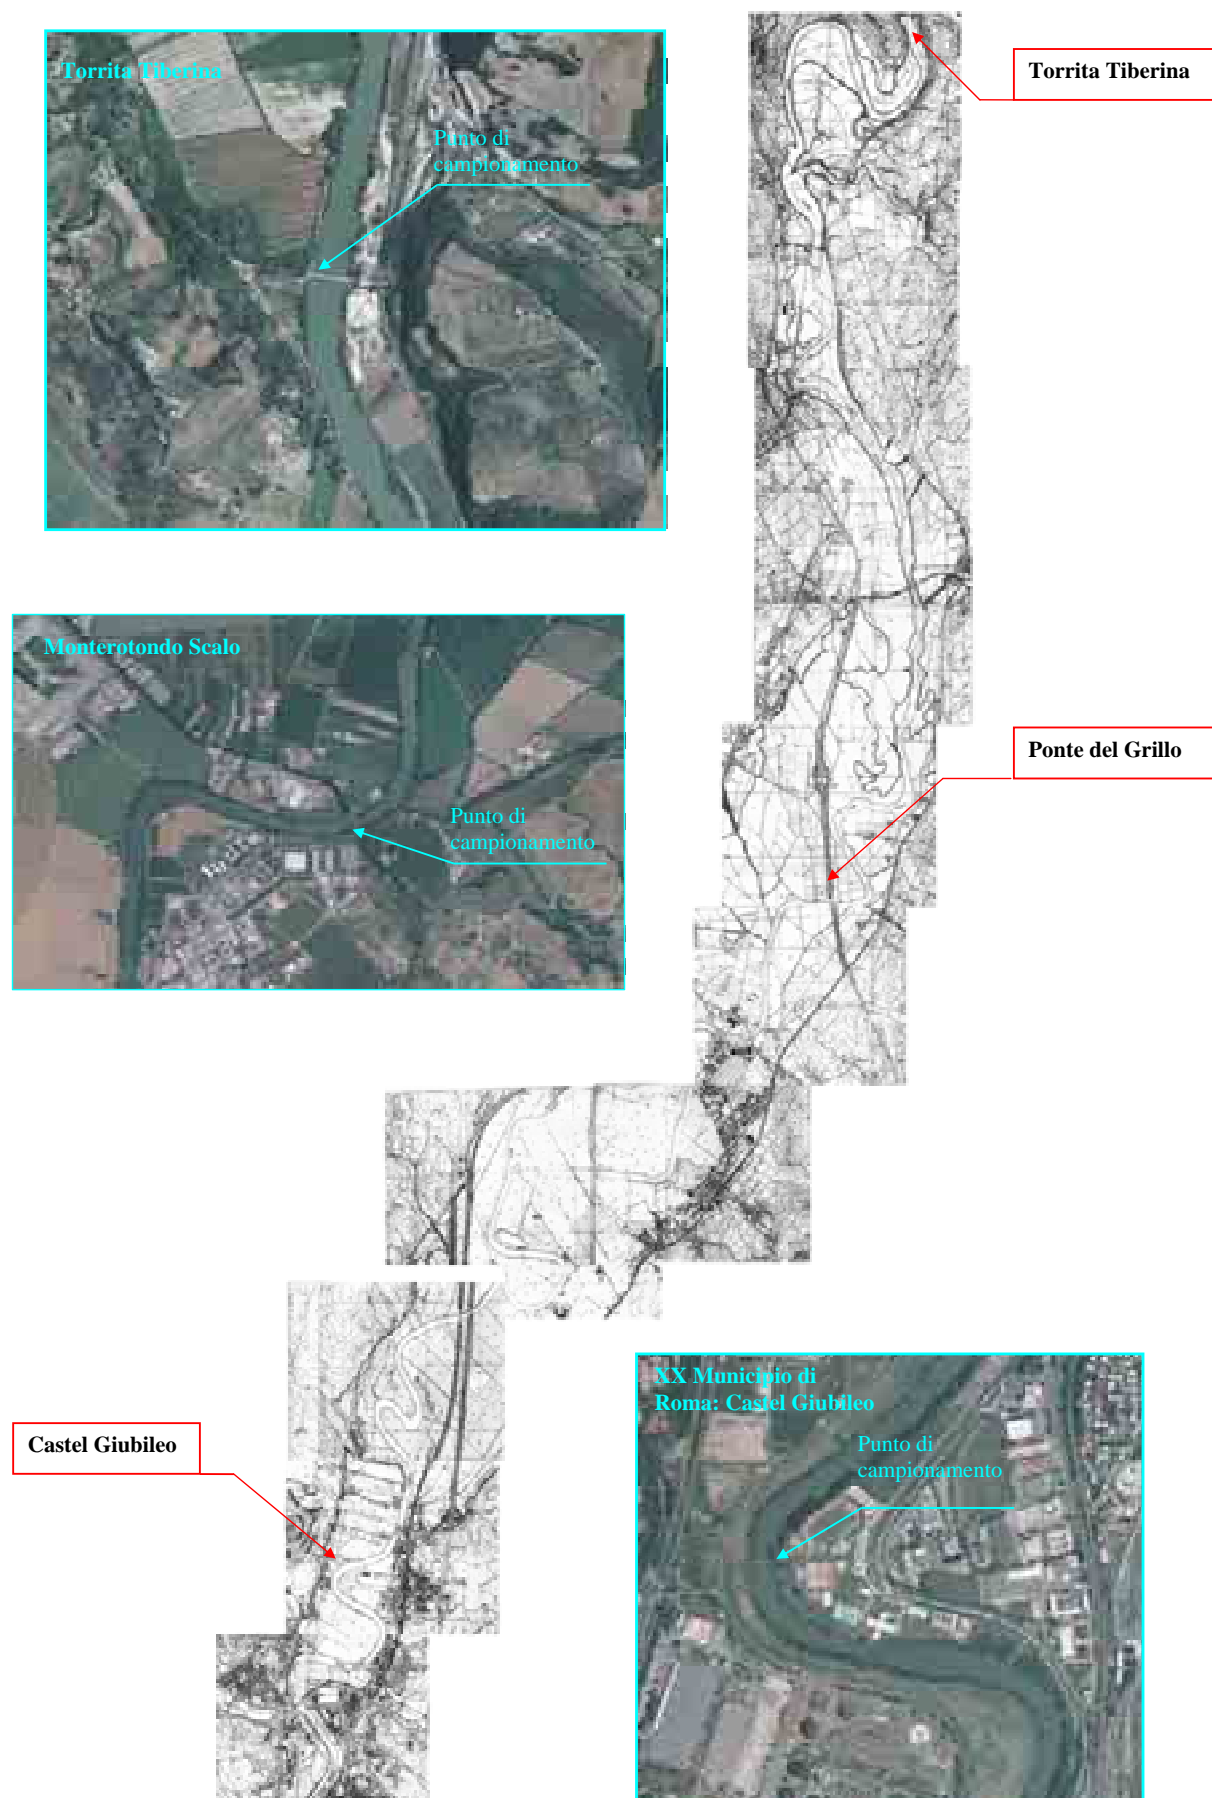 Torrita Tiberina
Punto di
campionamento
Torrita Tiberina
Monterotondo Scalo
Punto di
campionamento
Ponte del Grillo
XX Municipio di
Roma: Castel Giubileo
Punto di
campionamento
Castel Giubileo